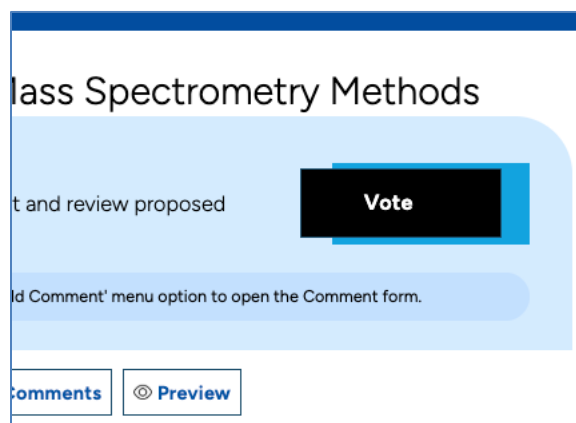 lass Spectrometry Methods
t and review proposed
Vote
ld Comment' menu option to open the Comment form.
Comments
Preview